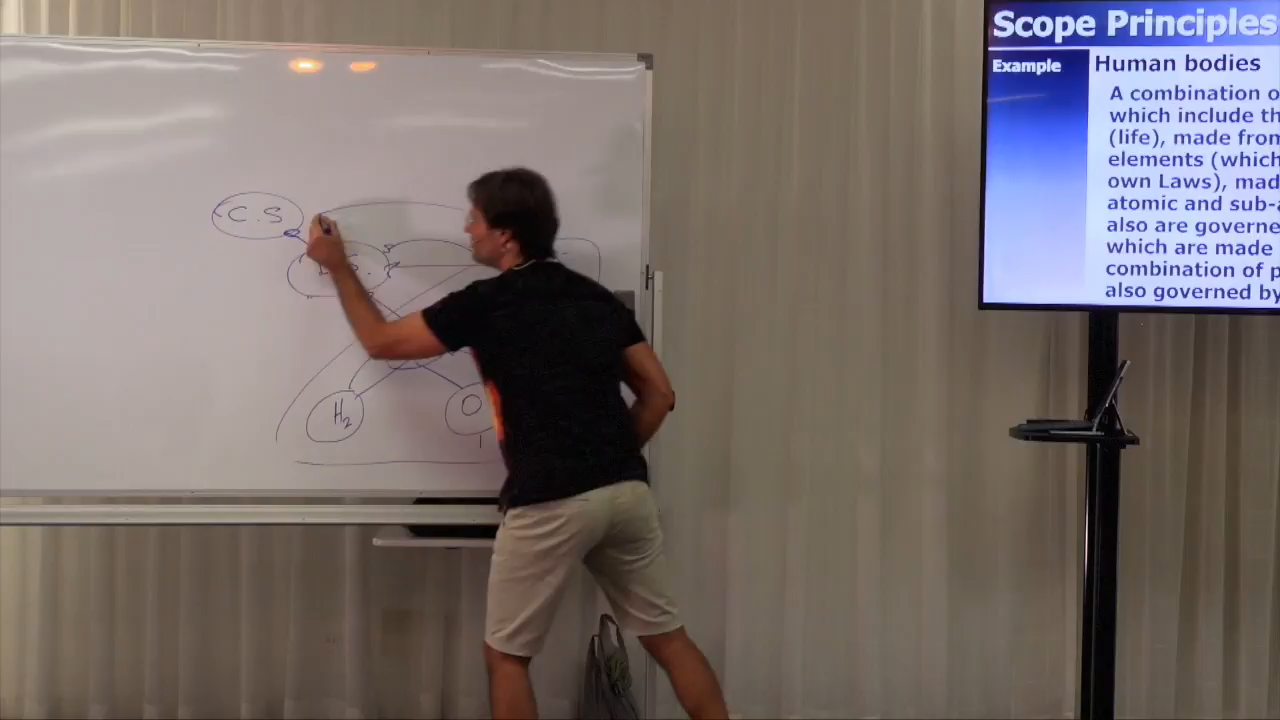 C.S
H2
O
Scope Principles
Example
Human bodies
A combination o
which include th
(life), made from
elements (which
own Laws), mad
atomic and sub-a
also are governe
which are made
combination of p
also governed by